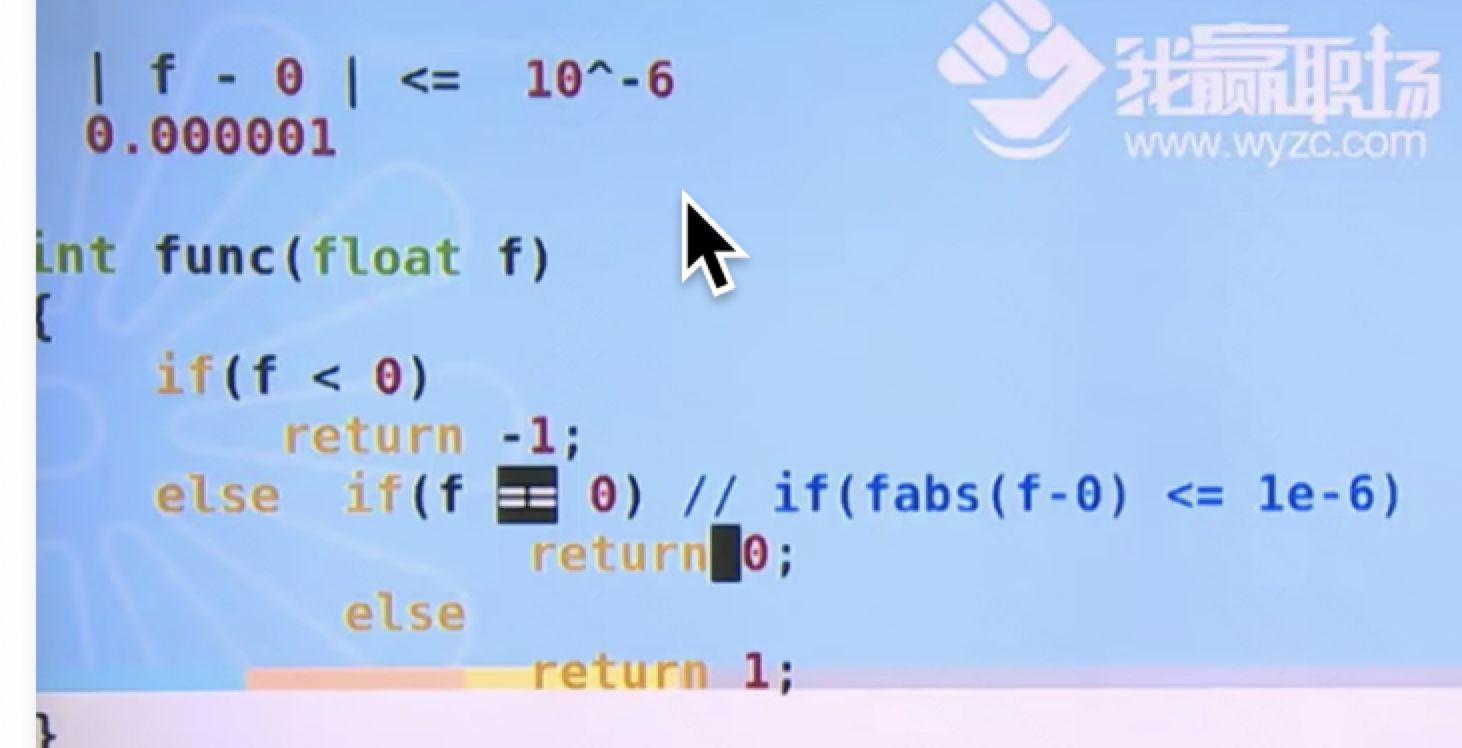 | f - 0 | <= 10^-6
0.000001
我赢职场
www.wyzc.com
int func(float f)
{
if(f < 0)
return -1;
else if(f == 0) // if(fabs(f-0) <= 1e-6)
return 0;
else
return 1;
}